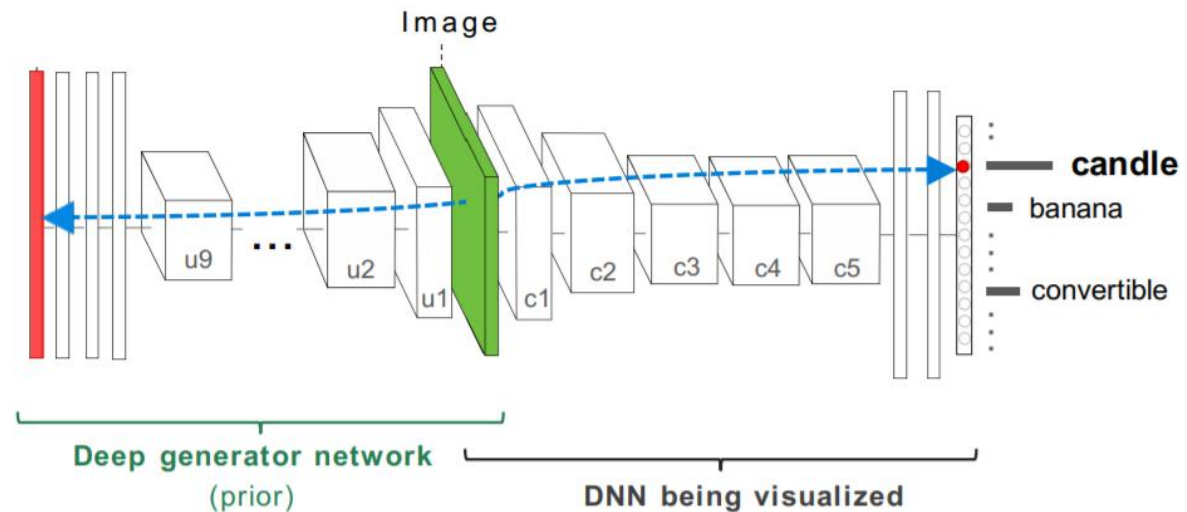 Image
u9
...
u2
u1
c1
c2
c3
c4
c5
candle
banana
convertible
Deep generator network
(prior)
DNN being visualized